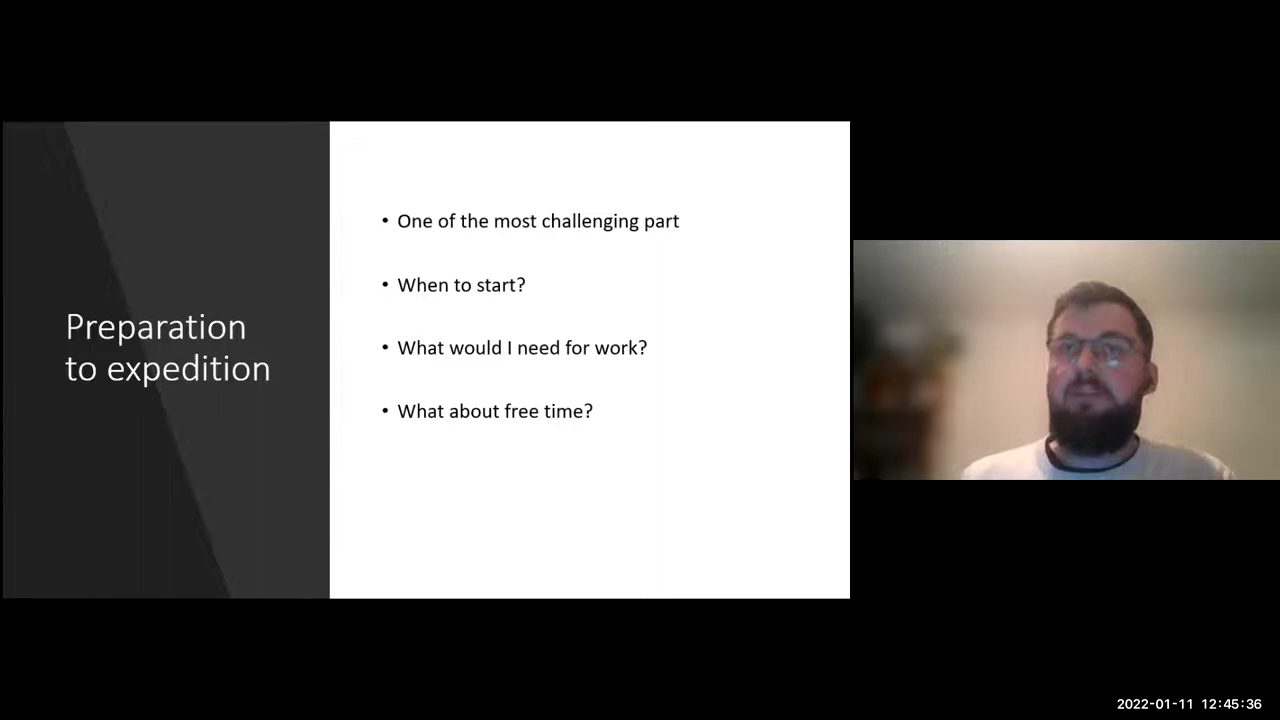 Preparation
to expedition
• One of the most challenging part
• When to start?
• What would I need for work?
• What about free time?
2022-01-11 12:45:36